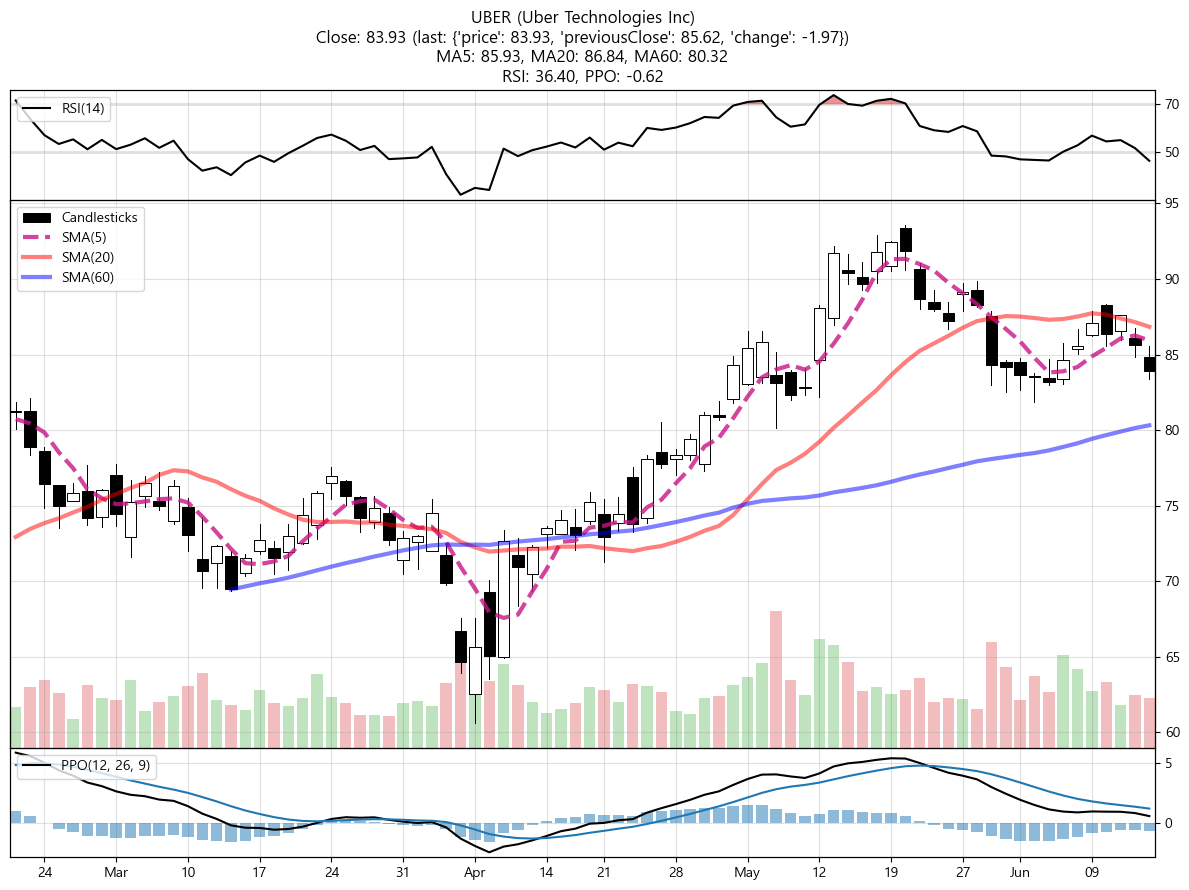 UBER (Uber Technologies Inc)
Close: 83.93 (last: {'price': 83.93, 'previousClose': 85.62, 'change': -1.97})
MA5: 85.93, MA20: 86.84, MA60: 80.32
RSI: 36.40, PPO: -0.62
RSI(14)
70
50
Candlesticks
SMA(5)
SMA(20)
SMA(60)
95
90
85
80
75
70
65
60
PPO(12, 26, 9)
5
0
24 Mar 10 17 24 31 Apr 14 21 28 May 12 19 27 Jun 09